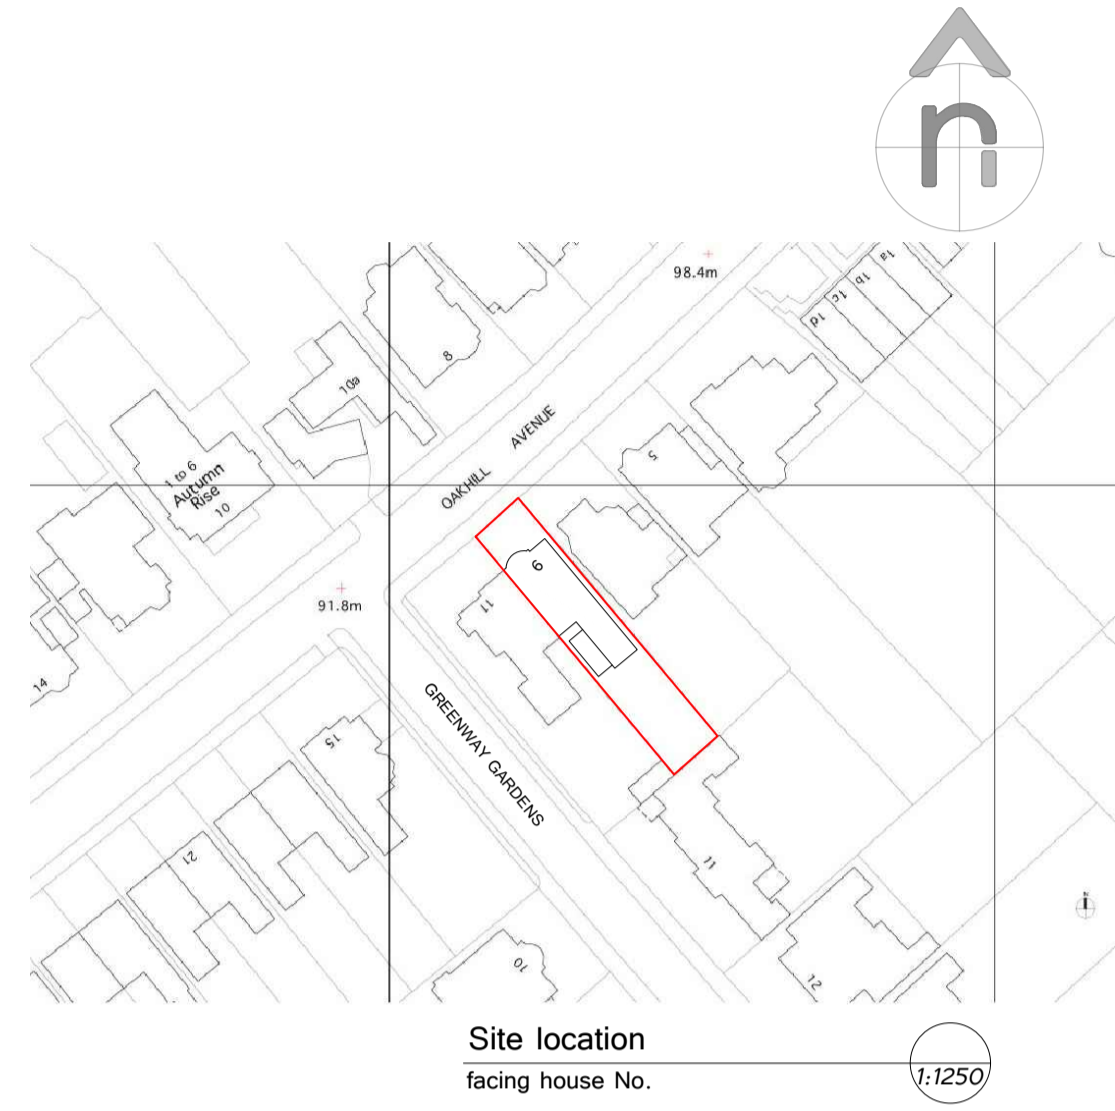 n
98.4m
1a
1b
1c
1d
8
10a
OAKHILL AVENUE
5
1 to 6
Autumn
Rise
10
9
11
91.8m
14
GREENWAY GARDENS
15
21
11
10
12
N
Site location
facing house No.
1:1250